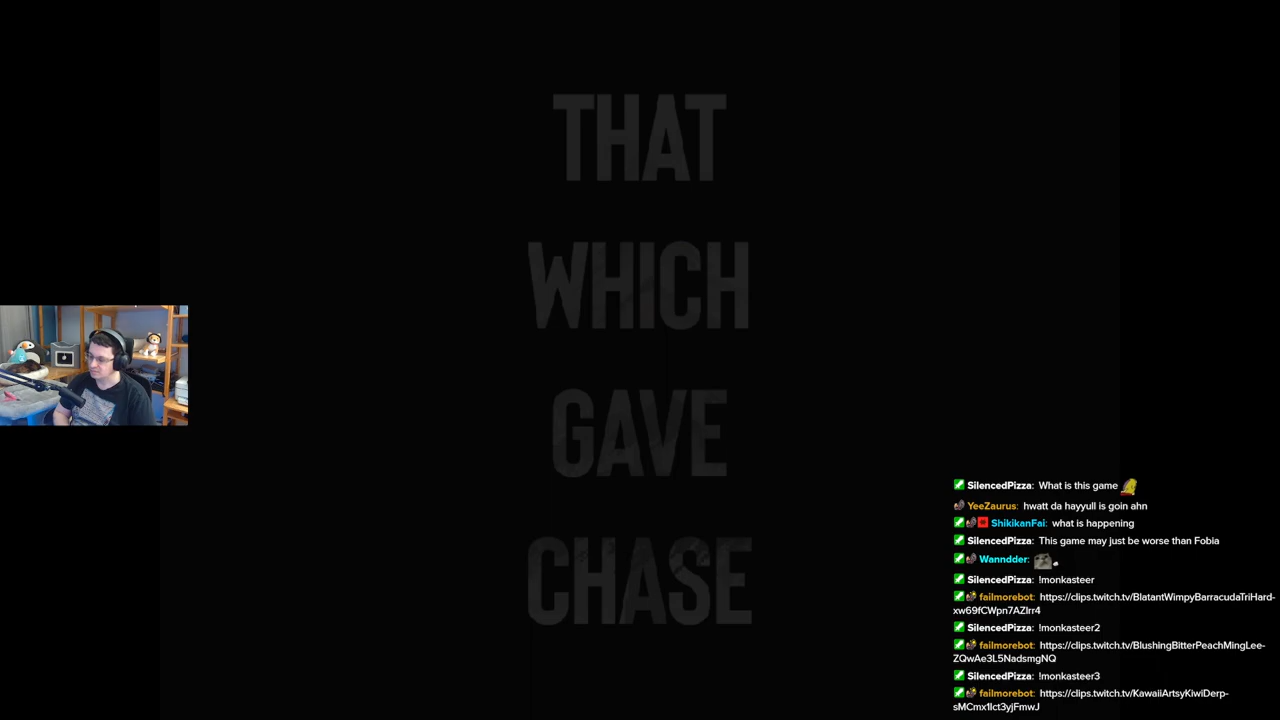 THAT
WHICH
GAVE
CHASE
SilencedPizza: What is this game
YeeZaurus: hwatt da hayyull is goin ahn
ShikikanFai: what is happening
SilencedPizza: This game may just be worse than Fobia
Wanndder:
SilencedPizza: !monkasteer
failmorebot: https://clips.twitch.tv/BlatantWimpyBarracudaTriHard-
xw69fCWpn7AZIrr4
SilencedPizza: !monkasteer2
failmorebot: https://clips.twitch.tv/BlushingBitterPeachMingLee-
ZQwAe3L5NadsmgNQ
SilencedPizza: !monkasteer3
failmorebot: https://clips.twitch.tv/KawaiiArtsyKiwiDerp-
sMCmx1lct3yjFmwJ